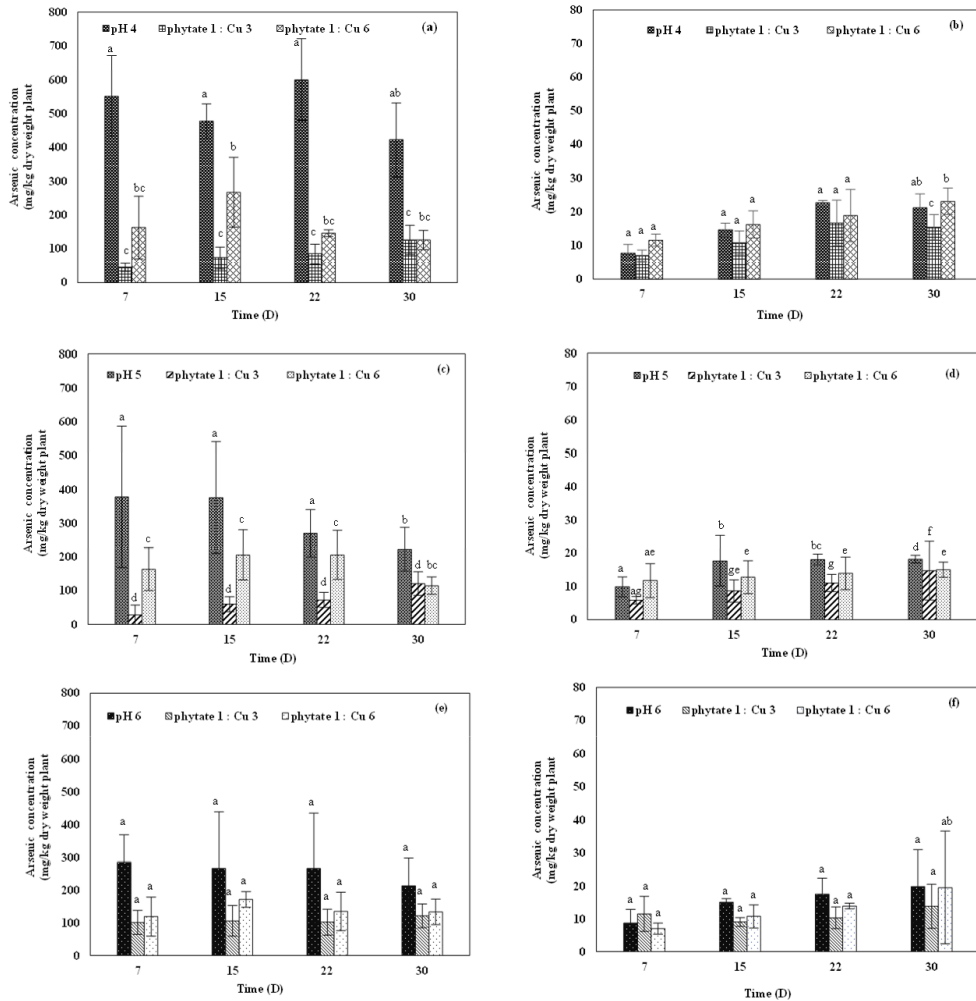 pH 4 phytate 1 : Cu 3 phytate 1 : Cu 6 (a)
Arsenic concentration
(mg/kg dry weight plant
800
700
600
500
400
300
200
100
0
a a a ab
bc b bc bc
c c c c
7 15 22 30
Time (D)
pH 4 phytate 1 : Cu 3 phytate 1 : Cu 6 (b)
Arsenic concentration
(mg/kg dry weight plant
80
70
60
50
40
30
20
10
0
a a a a a a a a a ab c b
7 15 22 30
Time (D)
pH 5 phytate 1 : Cu 3 phytate 1 : Cu 6 (c)
Arsenic concentration
(mg/kg dry weight plant
800
700
600
500
400
300
200
100
0
a d c a d c a d c b d bc
7 15 22 30
Time (D)
pH 5 phytate 1 : Cu 3 phytate 1 : Cu 6 (d)
Arsenic concentration
(mg/kg dry weight plant
80
70
60
50
40
30
20
10
0
a ag ae b ge e bc g e d f e
7 15 22 30
Time (D)
pH 6 phytate 1 : Cu 3 phytate 1 : Cu 6 (e)
Arsenic concentration
(mg/kg dry weight plant
800
700
600
500
400
300
200
100
0
a a a a a a a a a a a a
7 15 22 30
Time (D)
pH 6 phytate 1 : Cu 3 phytate 1 : Cu 6 (f)
Arsenic concentration
(mg/kg dry weight plant
80
70
60
50
40
30
20
10
0
a a a a a a a a a a a ab
7 15 22 30
Time (D)